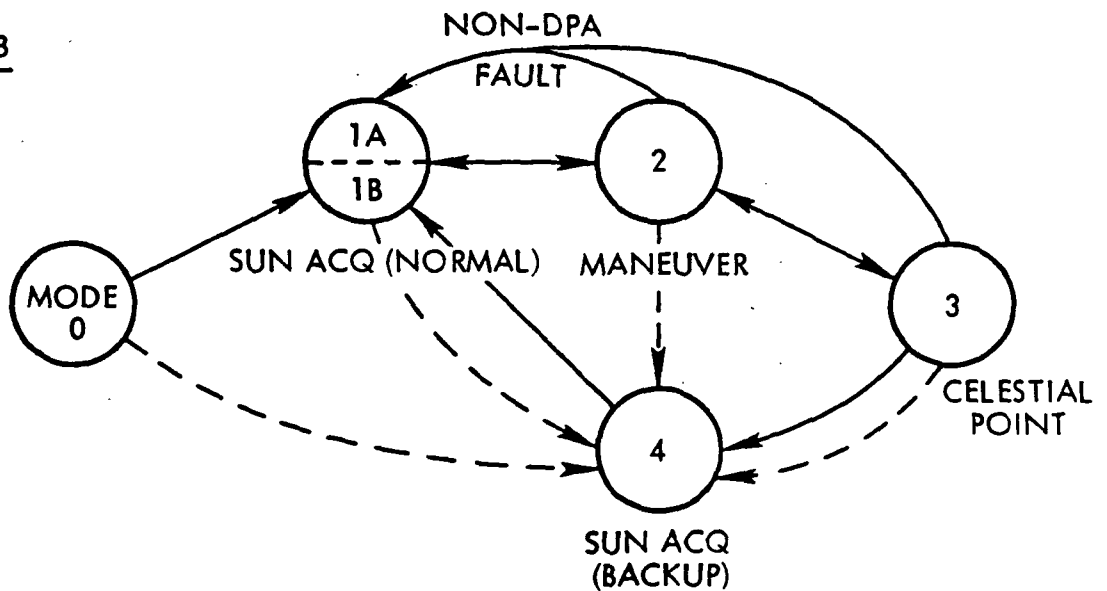 B
NON-DPA
FAULT
1A
1B
2
SUN ACQ (NORMAL)
MANEUVER
MODE
0
3
CELESTIAL
POINT
4
SUN ACQ
(BACKUP)